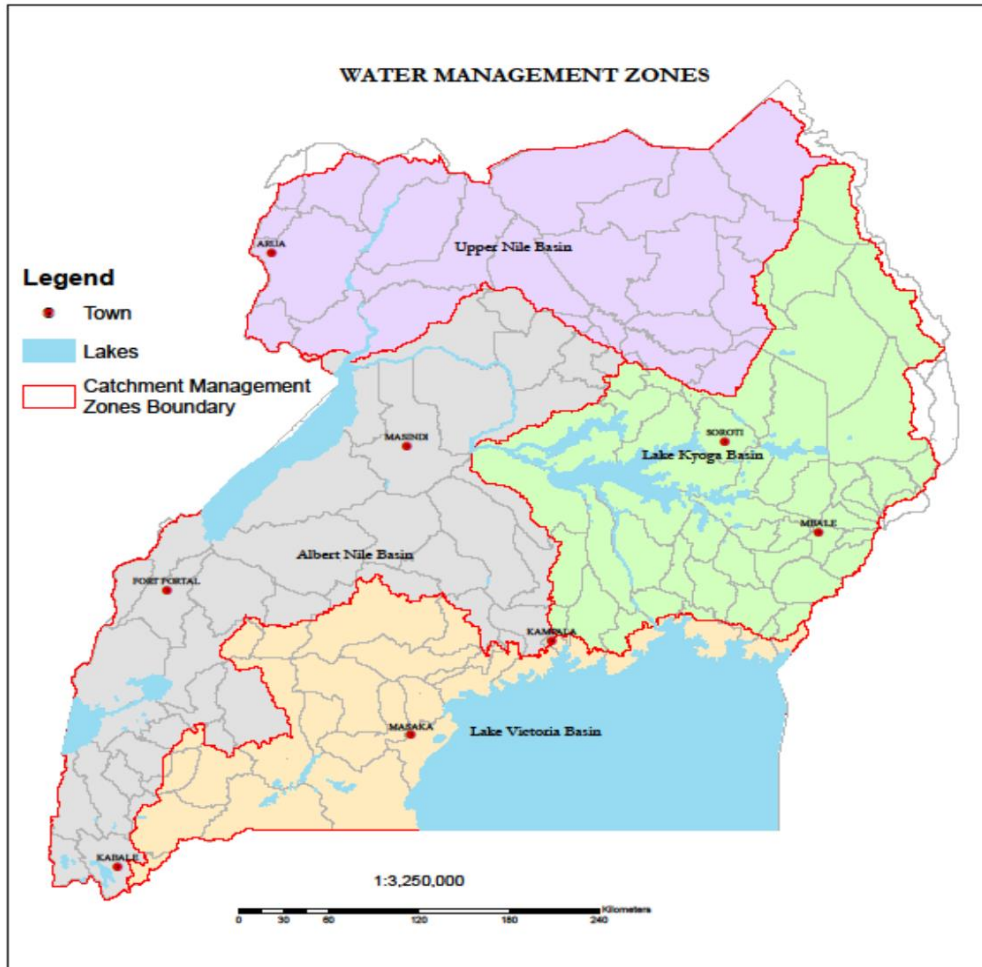 WATER MANAGEMENT ZONES
ARUA
Upper Nile Basin
Legend
Town
Lakes
Catchment Management
Zones Boundary
MASINDI
SOROTI
Lake Kyoga Basin
MBALE
Albert Nile Basin
FORT PORTAL
KAMPALA
MASAKA
Lake Victoria Basin
KABALE
1:3,250,000
Kilometers
0 15 30 60 120 180 240